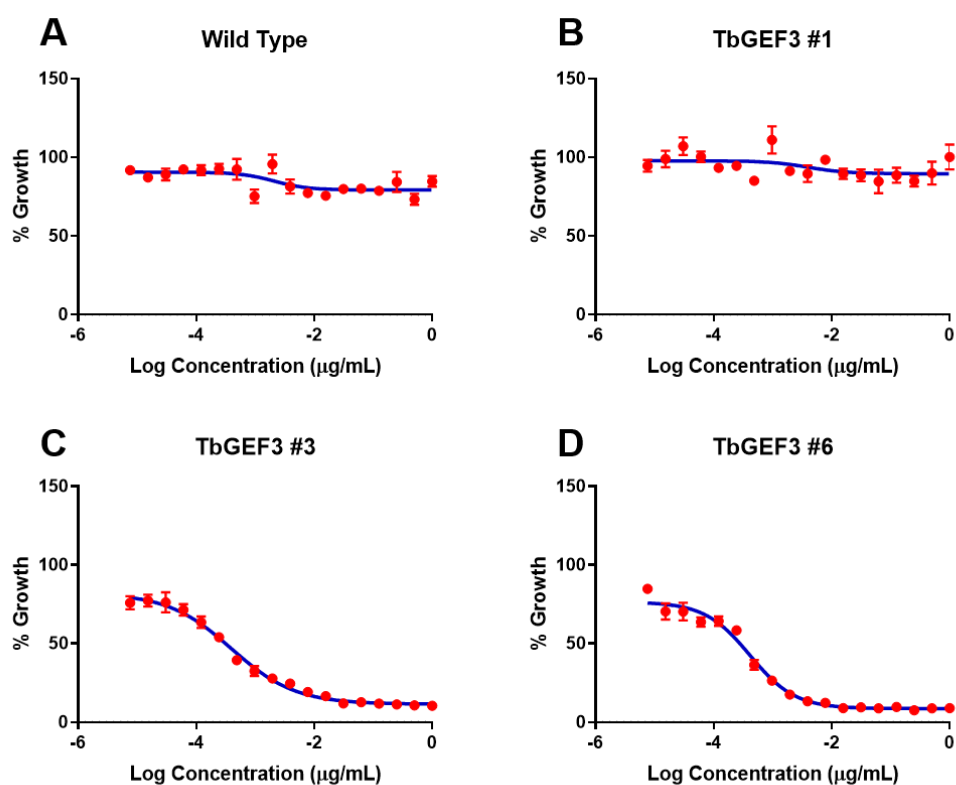 A
Wild Type
150
100
50
0
% Growth
-6
-4
-2
0
Log Concentration (µg/mL)
B
TbGEF3 #1
150
100
50
0
% Growth
-6
-4
-2
0
Log Concentration (µg/mL)
C
TbGEF3 #3
150
100
50
0
% Growth
-6
-4
-2
0
Log Concentration (µg/mL)
D
TbGEF3 #6
150
100
50
0
% Growth
-6
-4
-2
0
Log Concentration (µg/mL)